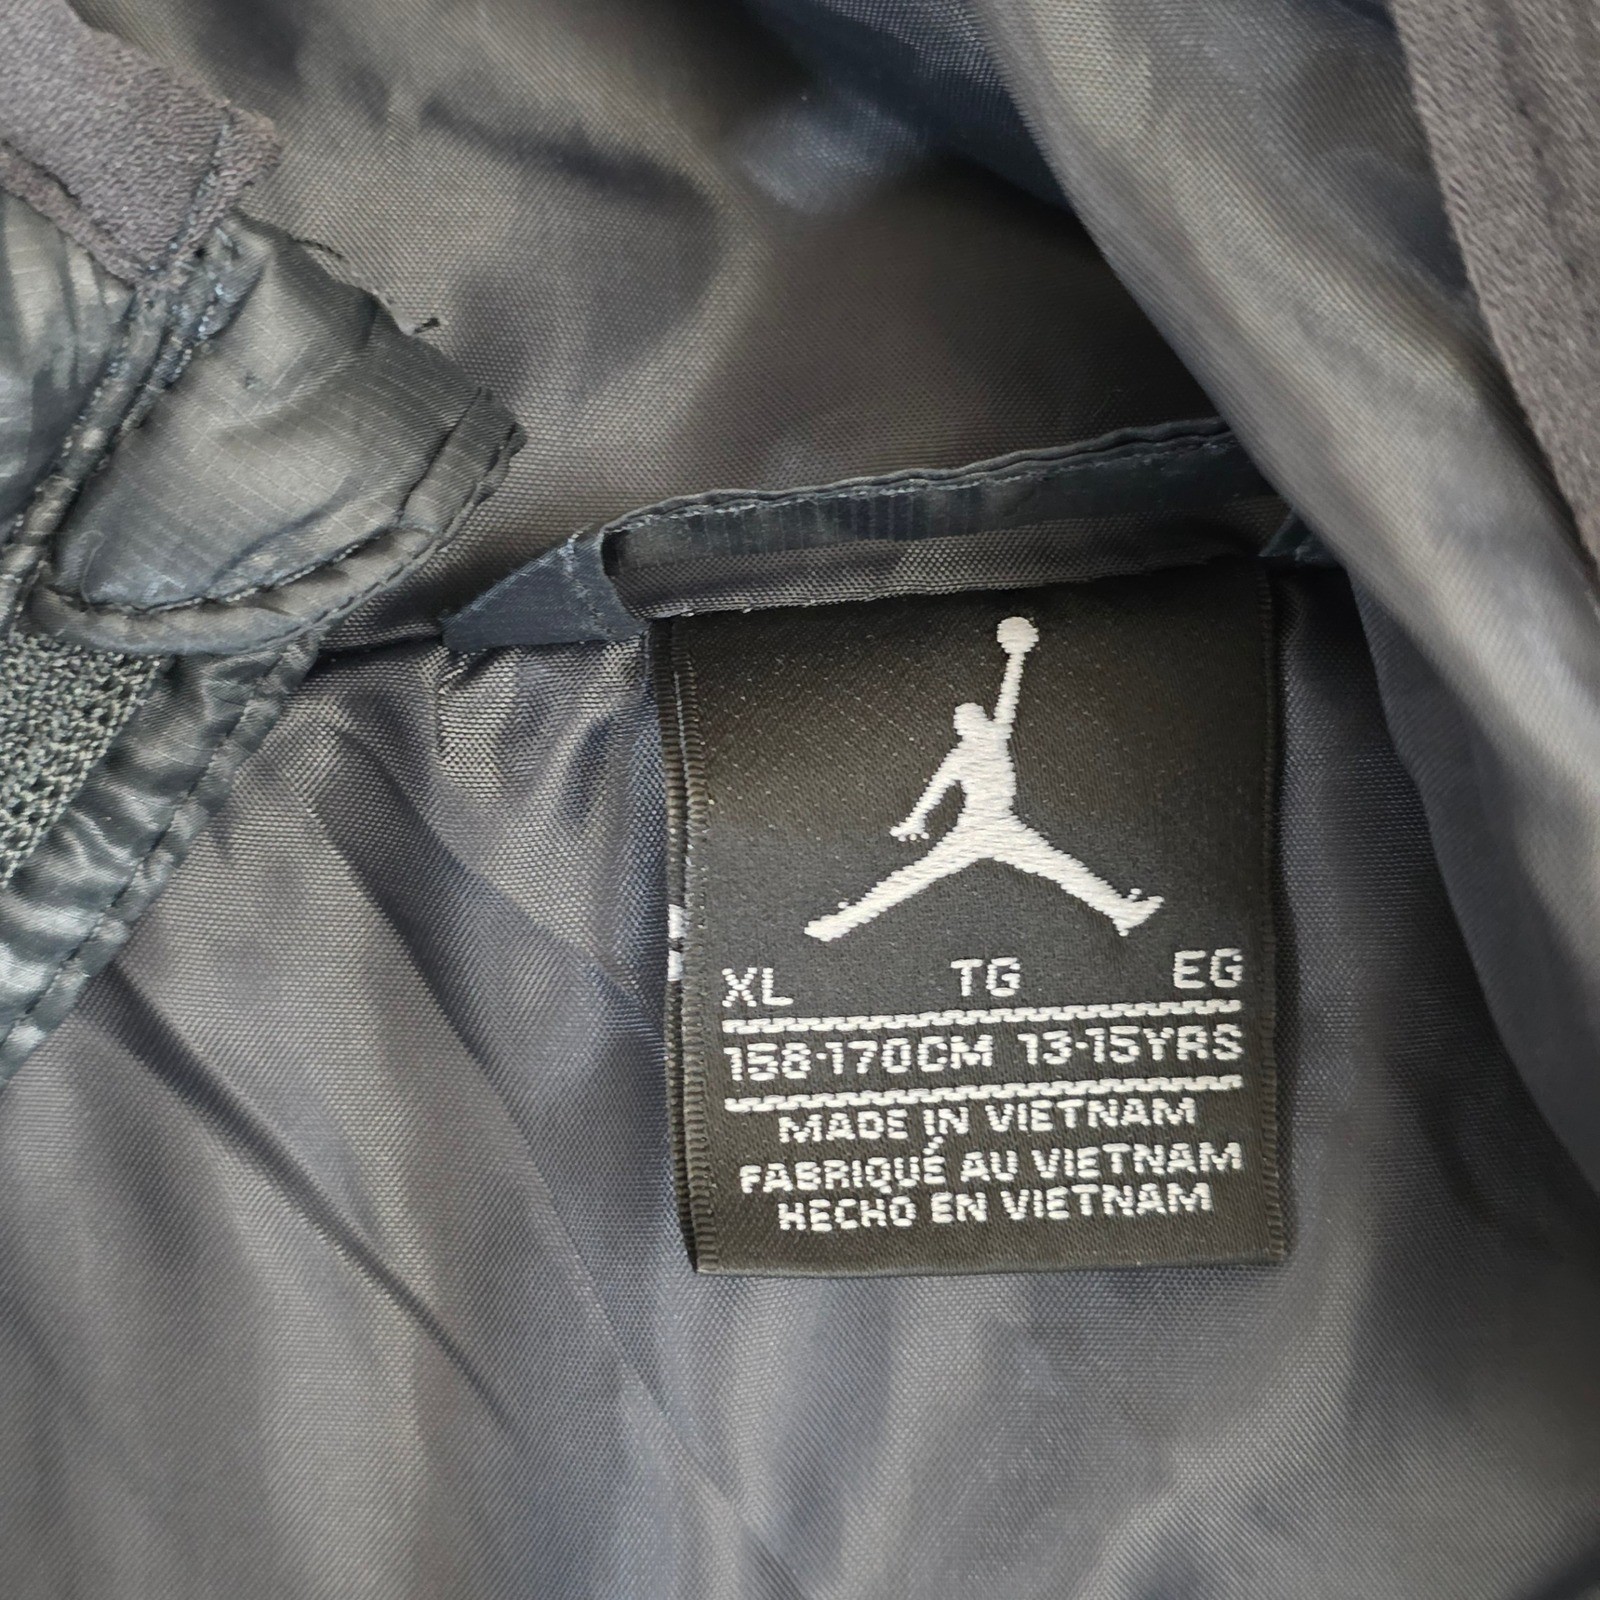 XL TG EG
158-170CM 13-15YRS
MADE IN VIETNAM
FABRIQUÉ AU VIETNAM
HECHO EN VIETNAM